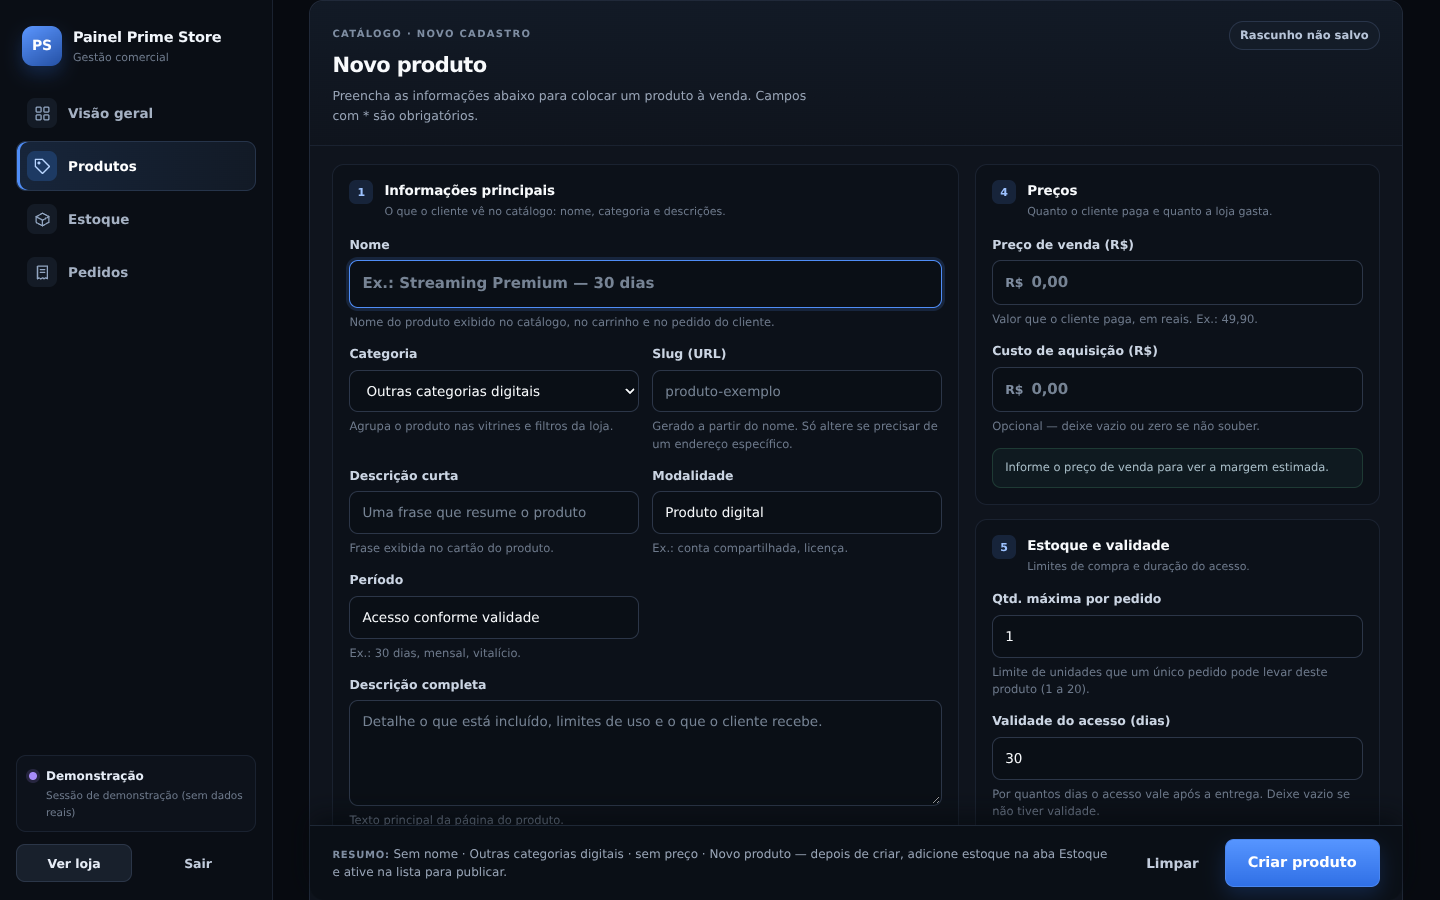 PS
Painel Prime Store
Gestão comercial
Visão geral
Produtos
Estoque
Pedidos
Demonstração
Sessão de demonstração (sem dados
reais)
Ver loja
Sair
CATÁLOGO · NOVO CADASTRO
Rascunho não salvo
Novo produto
Preencha as informações abaixo para colocar um produto à venda. Campos
com * são obrigatórios.
1
Informações principais
O que o cliente vê no catálogo: nome, categoria e descrições.
Nome
Ex.: Streaming Premium — 30 dias
Nome do produto exibido no catálogo, no carrinho e no pedido do cliente.
Categoria
Outras categorias digitais
Agrupa o produto nas vitrines e filtros da loja.
Slug (URL)
produto-exemplo
Gerado a partir do nome. Só altere se precisar de
um endereço específico.
Descrição curta
Uma frase que resume o produto
Frase exibida no cartão do produto.
Modalidade
Produto digital
Ex.: conta compartilhada, licença.
Período
Acesso conforme validade
Ex.: 30 dias, mensal, vitalício.
Descrição completa
Detalhe o que está incluído, limites de uso e o que o cliente recebe.
Texto principal da página do produto.
4
Preços
Quanto o cliente paga e quanto a loja gasta.
Preço de venda (R$)
R$ 0,00
Valor que o cliente paga, em reais. Ex.: 49,90.
Custo de aquisição (R$)
R$ 0,00
Opcional — deixe vazio ou zero se não souber.
Informe o preço de venda para ver a margem estimada.
5
Estoque e validade
Limites de compra e duração do acesso.
Qtd. máxima por pedido
1
Limite de unidades que um único pedido pode levar deste
produto (1 a 20).
Validade do acesso (dias)
30
Por quantos dias o acesso vale após a entrega. Deixe vazio se
não tiver validade.
RESUMO: Sem nome · Outras categorias digitais · sem preço · Novo produto — depois de criar, adicione estoque na aba Estoque
e ative na lista para publicar.
Limpar
Criar produto